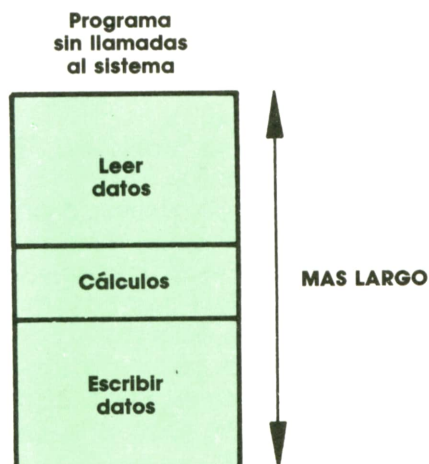 Programa
sin llamadas
al sistema
Leer
datos
Cálculos
MAS LARGO
Escribir
datos